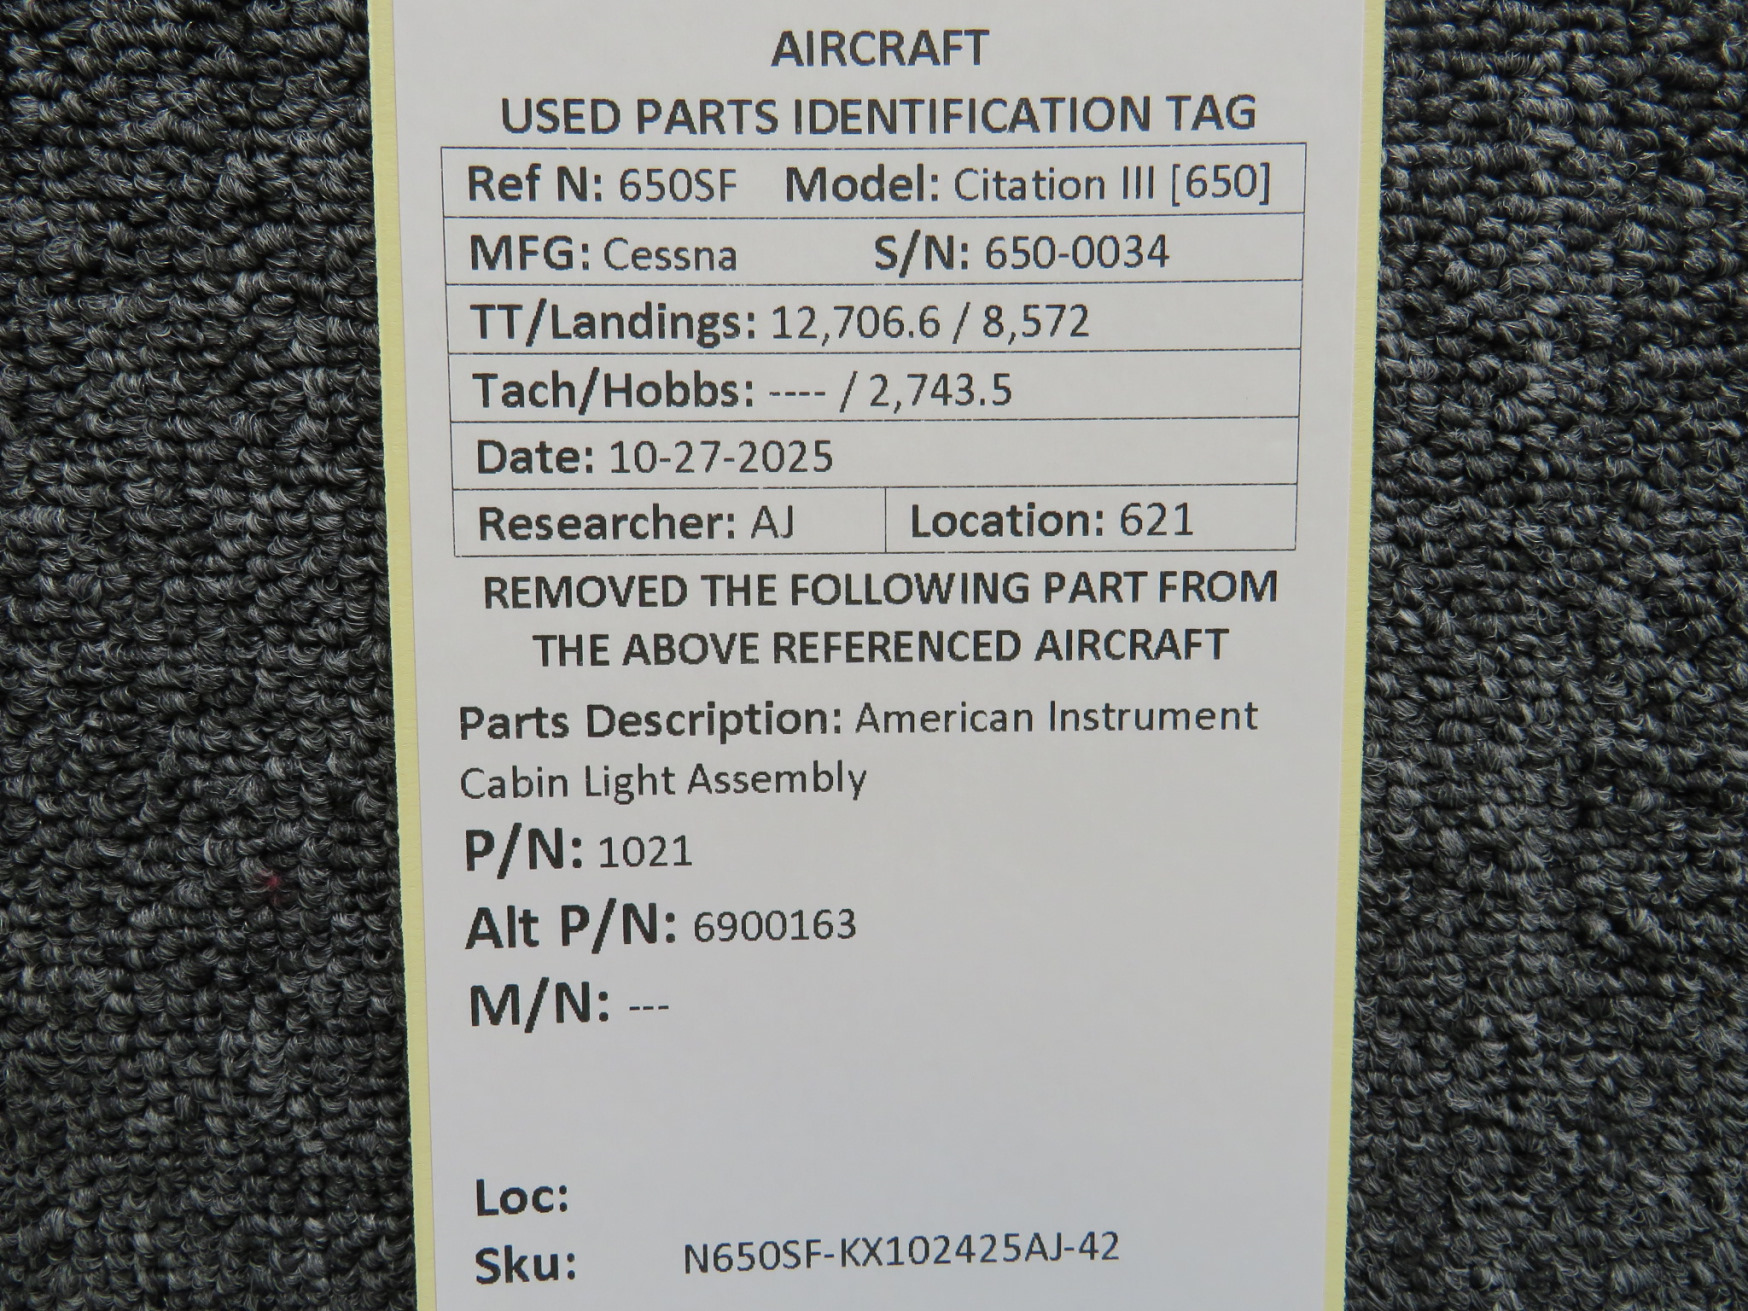 AIRCRAFT
USED PARTS IDENTIFICATION TAG
Ref N: 650SF Model: Citation III [650]
MFG: Cessna S/N: 650-0034
TT/Landings: 12,706.6 / 8,572
Tach/Hobbs: ---- / 2,743.5
Date: 10-27-2025
Researcher: AJ Location: 621
REMOVED THE FOLLOWING PART FROM
THE ABOVE REFERENCED AIRCRAFT
Parts Description: American Instrument
Cabin Light Assembly
P/N: 1021
Alt P/N: 6900163
M/N: ---
Loc:
Sku: N650SF-KX102425AJ-42